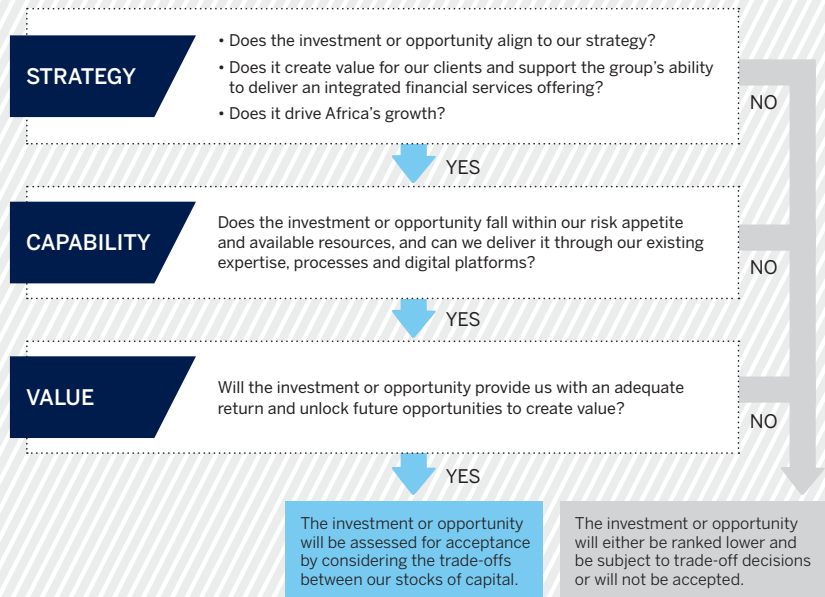 STRATEGY
• Does the investment or opportunity align to our strategy?
• Does it create value for our clients and support the group's ability
to deliver an integrated financial services offering?
• Does it drive Africa's growth?
NO
YES
CAPABILITY
Does the investment or opportunity fall within our risk appetite
and available resources, and can we deliver it through our existing
expertise, processes and digital platforms?
NO
YES
VALUE
Will the investment or opportunity provide us with an adequate
return and unlock future opportunities to create value?
NO
YES
The investment or opportunity
will be assessed for acceptance
by considering the trade-offs
between our stocks of capital.
The investment or opportunity
will either be ranked lower and
be subject to trade-off decisions
or will not be accepted.